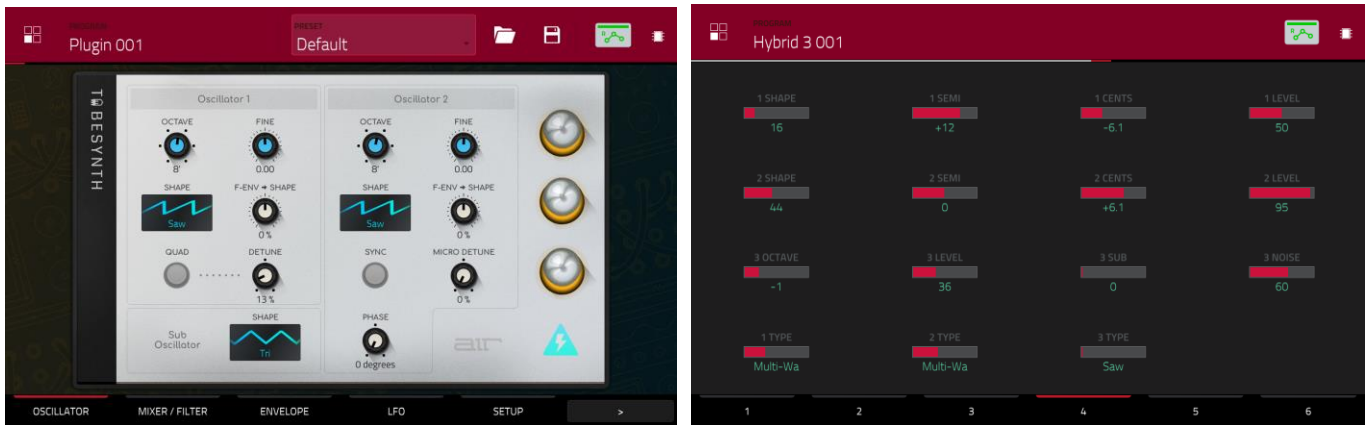 PROGRAM
Plugin 001
PRESET
Default
TUBESYNTH
Oscillator 1
Oscillator 2
OCTAVE
FINE
OCTAVE
FINE
8'
0.00
8'
0.00
SHAPE
F-ENV → SHAPE
SHAPE
F-ENV → SHAPE
Saw
0 %
Saw
0 %
QUAD
DETUNE
SYNC
MICRO DETUNE
13 %
0 %
Sub
Oscillator
SHAPE
Tri
PHASE
0 degrees
air
OSCILLATOR
MIXER / FILTER
ENVELOPE
LFO
SETUP
>
PROGRAM
Hybrid 3 001
1 SHAPE
1 SEMI
1 CENTS
1 LEVEL
16
+12
-6.1
50
2 SHAPE
2 SEMI
2 CENTS
2 LEVEL
44
0
+6.1
95
3 OCTAVE
3 LEVEL
3 SUB
3 NOISE
-1
36
0
60
1 TYPE
2 TYPE
3 TYPE
Multi-Wa
Multi-Wa
Saw
1
2
3
4
5
6